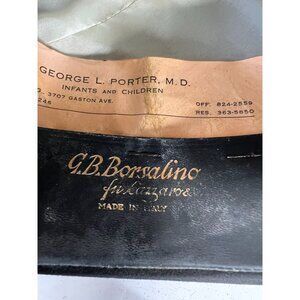 GEORGE L. PORTER, M.D.
INFANTS AND CHILDREN
G. 3707 GASTON AVE.
OFF. 824-2559
246
RES. 363-5650
G.B. Borsalino
fu Lazzaro &
MADE IN ITALY